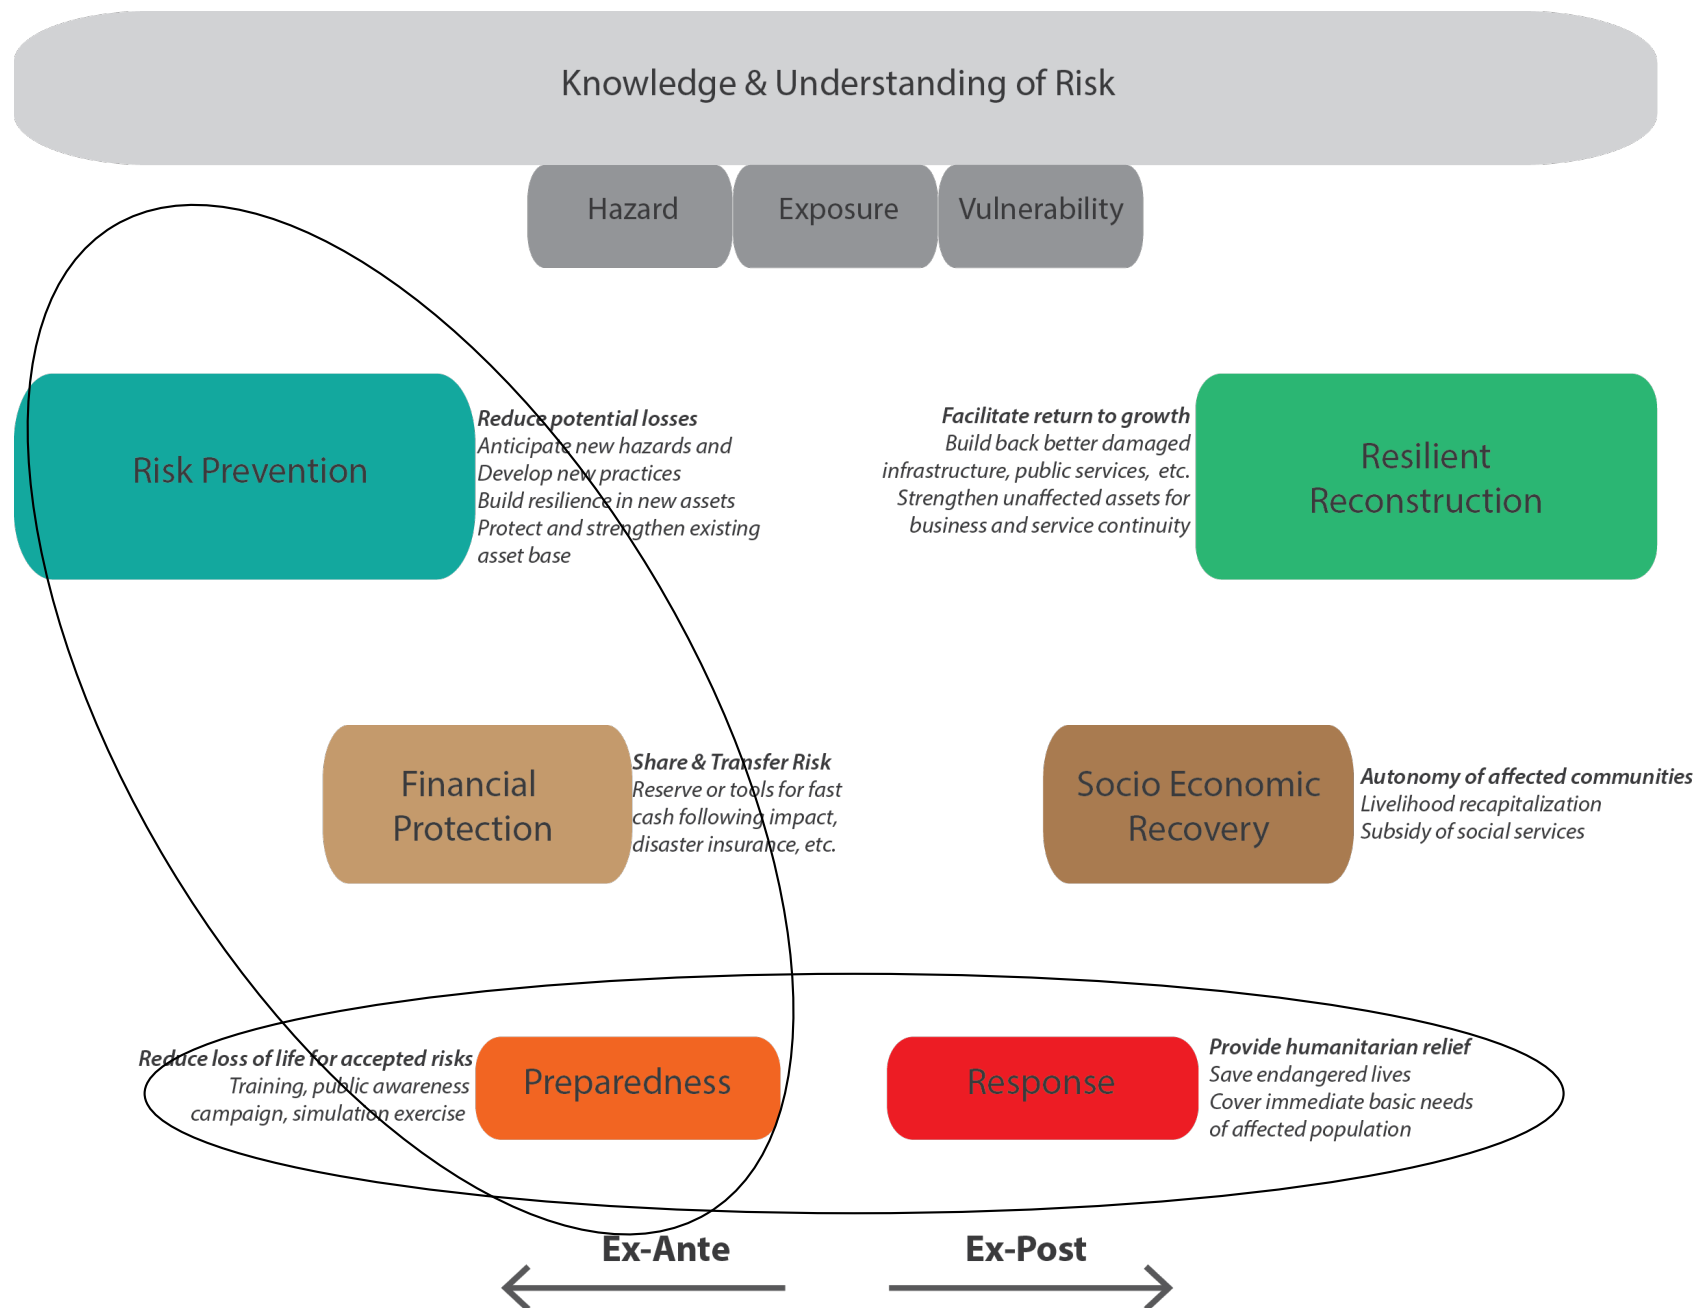 Knowledge & Understanding of Risk
Hazard
Exposure
Vulnerability
Risk Prevention
Reduce potential losses
Anticipate new hazards and
Develop new practices
Build resilience in new assets
Protect and strengthen existing
asset base
Facilitate return to growth
Build back better damaged
infrastructure, public services, etc.
Strengthen unaffected assets for
business and service continuity
Resilient
Reconstruction
Financial
Protection
Share & Transfer Risk
Reserve or tools for fast
cash following impact,
disaster insurance, etc.
Socio Economic
Recovery
Autonomy of affected communities
Livelihood recapitalization
Subsidy of social services
Reduce loss of life for accepted risks
Training, public awareness
campaign, simulation exercise
Preparedness
Response
Provide humanitarian relief
Save endangered lives
Cover immediate basic needs
of affected population
Ex-Ante
Ex-Post